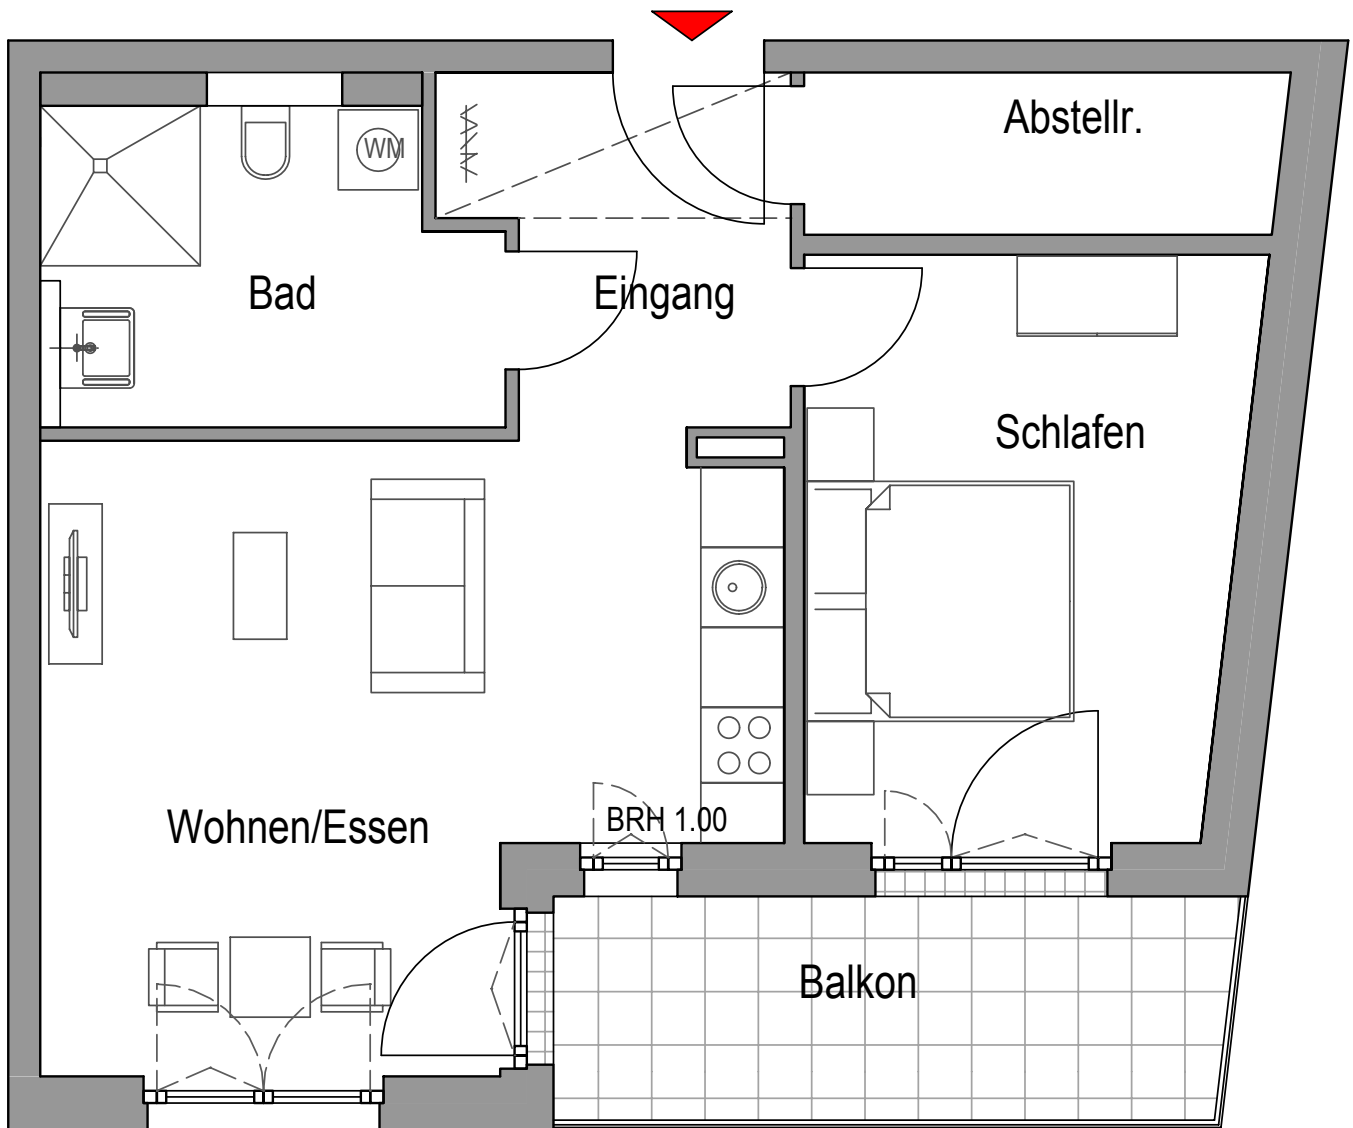 Abstellr.
WM
Bad
Eingang
Schlafen
BRH 1.00
Wohnen/Essen
Balkon